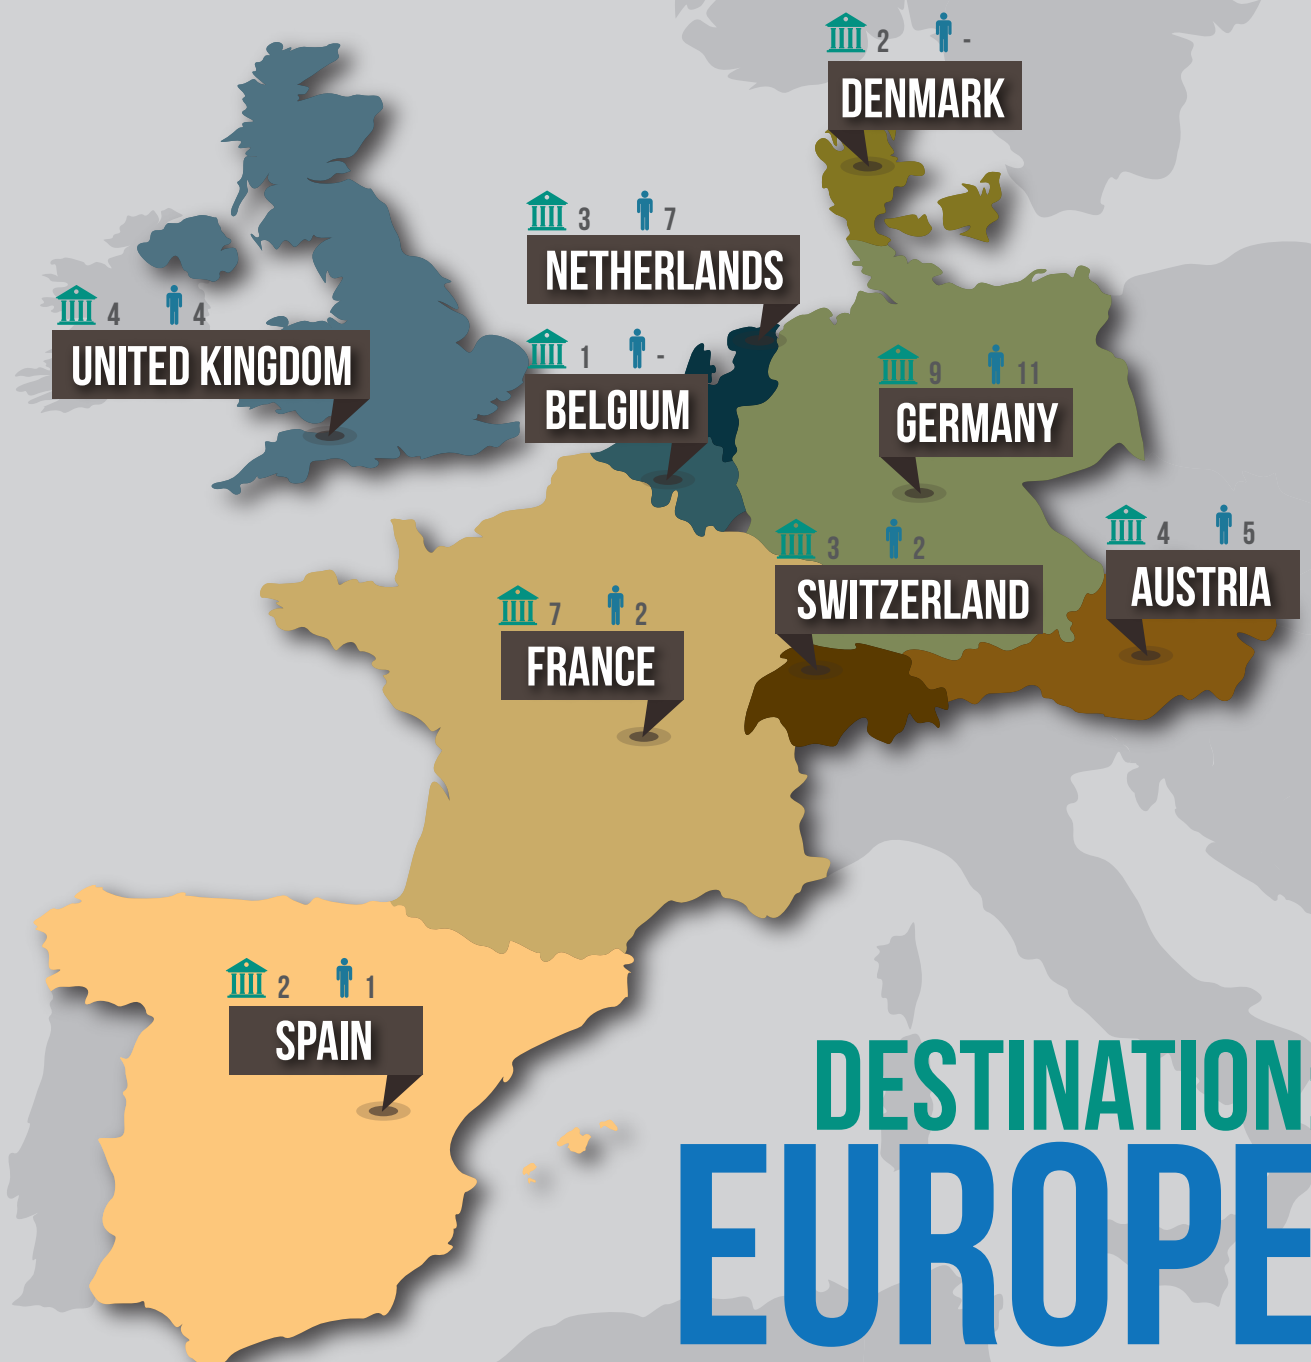 2 -
DENMARK
3 7
NETHERLANDS
4 4
UNITED KINGDOM
1 -
BELGIUM
9 11
GERMANY
3 2
SWITZERLAND
4 5
AUSTRIA
7 2
FRANCE
2 1
SPAIN
DESTINATION
EUROPE